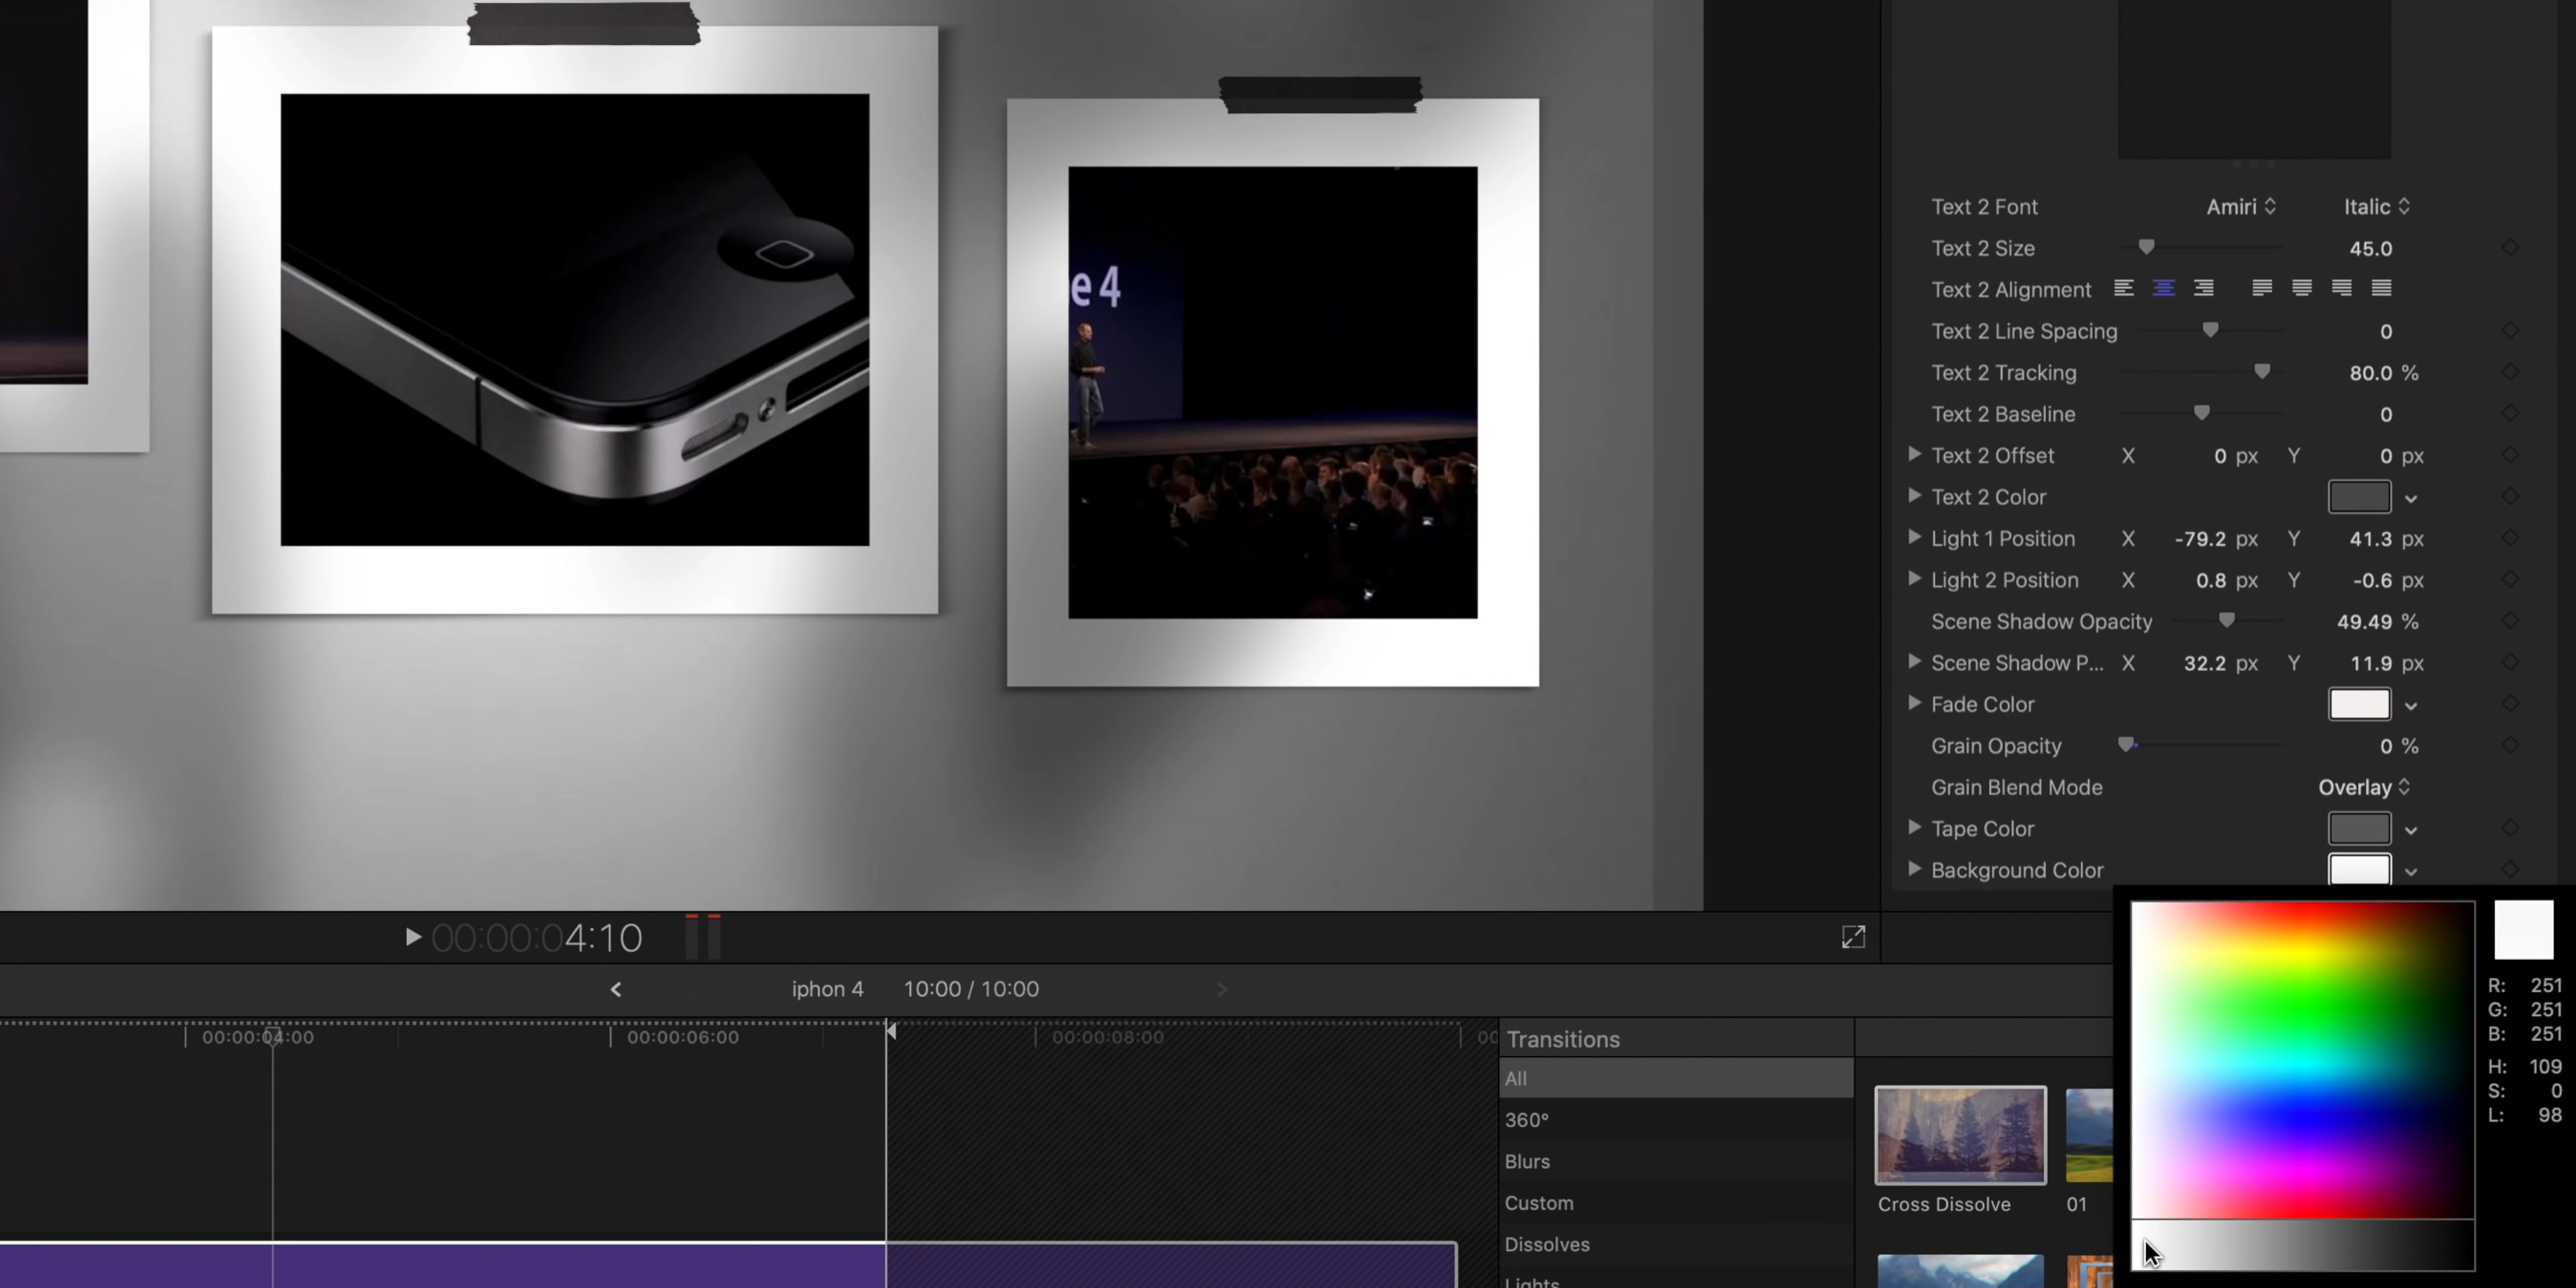 e 4
Text 2 Font Amiri Italic
Text 2 Size 45.0
Text 2 Alignment
Text 2 Line Spacing 0
Text 2 Tracking 80.0 %
Text 2 Baseline 0
Text 2 Offset X 0 px Y 0 px
Text 2 Color
Light 1 Position X -79.2 px Y 41.3 px
Light 2 Position X 0.8 px Y -0.6 px
Scene Shadow Opacity 49.49 %
Scene Shadow P... X 32.2 px Y 11.9 px
Fade Color
Grain Opacity 0 %
Grain Blend Mode Overlay
Tape Color
Background Color
00:00:04:10
iphon 4 10:00 / 10:00
00:00:04:00 00:00:06:00 00:00:08:00 00
R: 251
G: 251
B: 251
H: 109
S: 0
L: 98
Transitions
All
360°
Blurs
Custom
Dissolves
Lights
Cross Dissolve
01